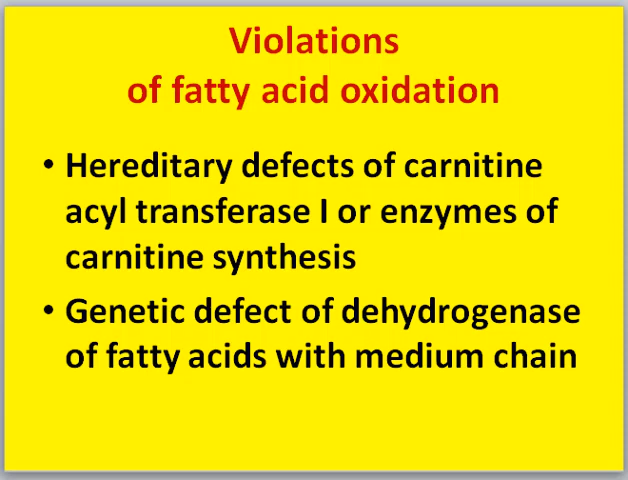 Violations
of fatty acid oxidation
• Hereditary defects of carnitine
acyl transferase I or enzymes of
carnitine synthesis
• Genetic defect of dehydrogenase
of fatty acids with medium chain